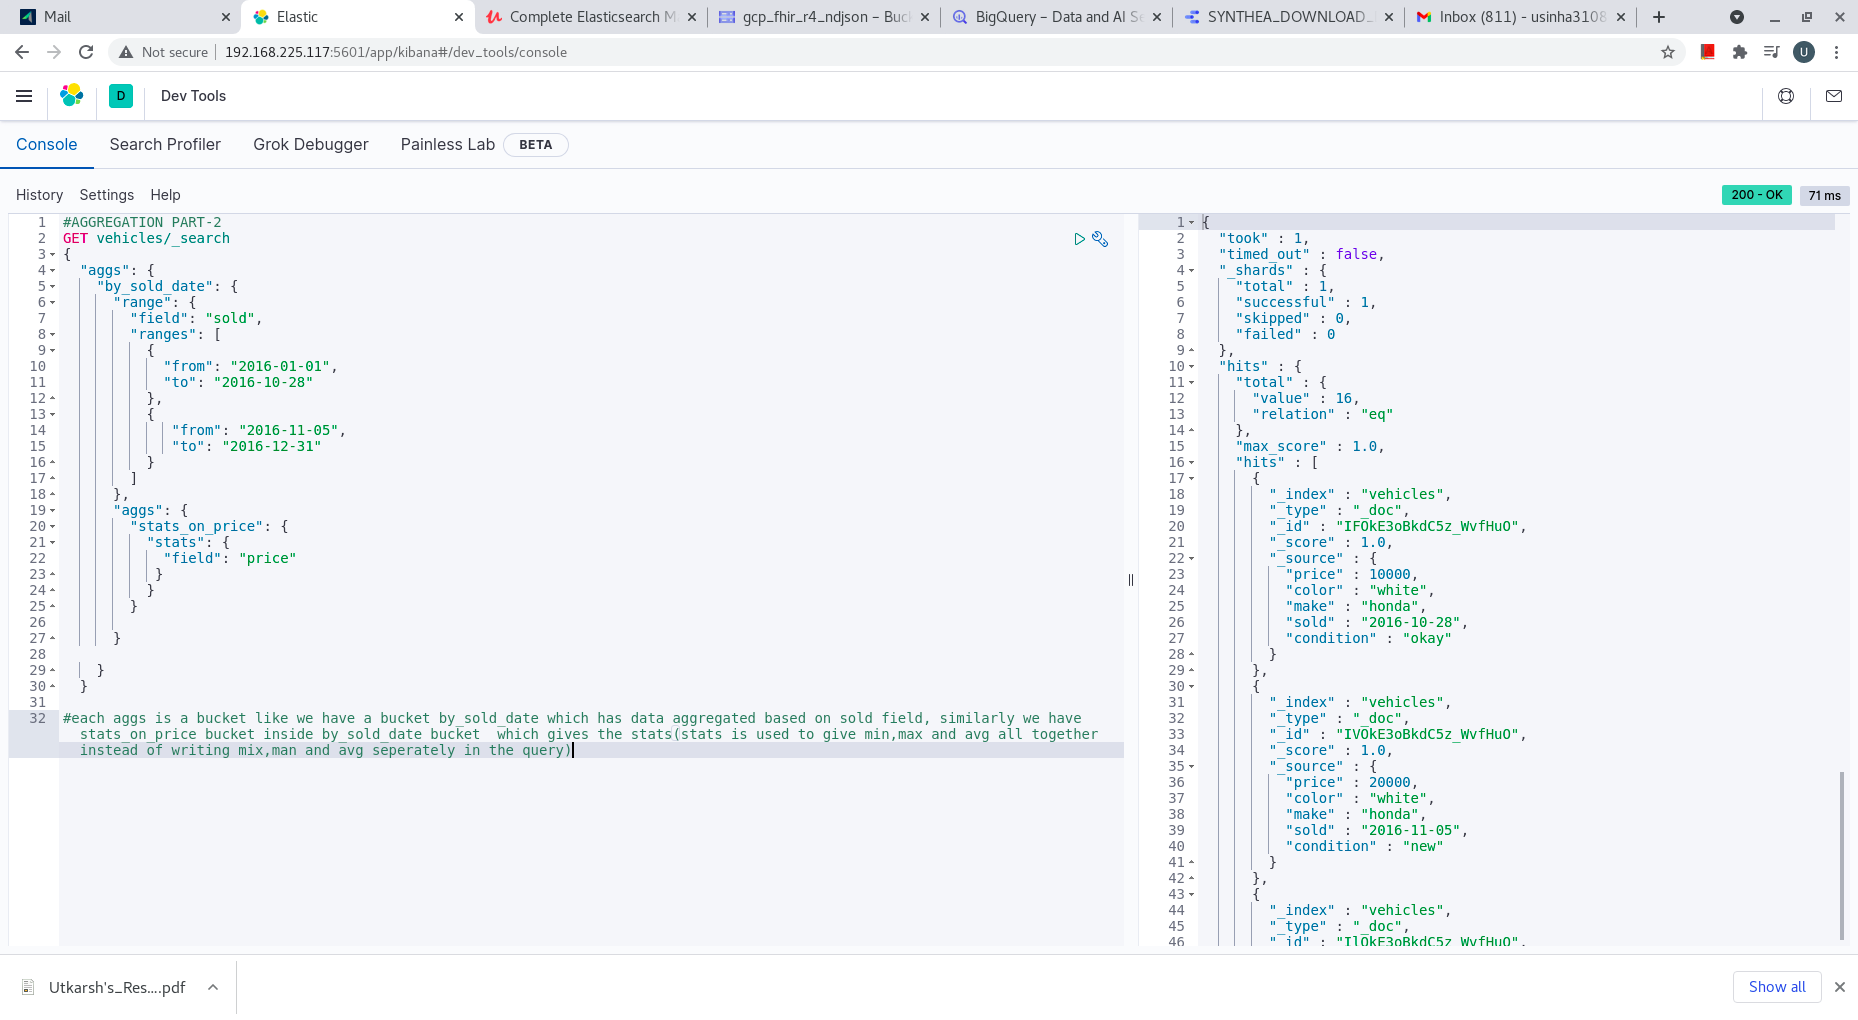 Mail
Elastic
Complete Elasticsearch M
gcp_fhir_r4_ndjson – Buc
BigQuery – Data and AI Se
SYNTHEA_DOWNLOAD_
Inbox (811) - usinha3108
Not secure
192.168.225.117:5601/app/kibana#/dev_tools/console
U
D
Dev Tools
Console
Search Profiler
Grok Debugger
Painless Lab
BETA
History
Settings
Help
200 - OK
71 ms
1 #AGGREGATION PART-2
2 GET vehicles/_search
3 {
4 "aggs": {
5 "by_sold_date": {
6 "range": {
7 "field": "sold",
8 "ranges": [
9 {
10 "from": "2016-01-01",
11 "to": "2016-10-28"
12 },
13 {
14 "from": "2016-11-05",
15 "to": "2016-12-31"
16 }
17 ]
18 },
19 "aggs": {
20 "stats_on_price": {
21 "stats": {
22 "field": "price"
23 }
24 }
25 }
26
27 }
28
29 }
30 }
31
32 #each aggs is a bucket like we have a bucket by_sold_date which has data aggregated based on sold field, similarly we have
stats_on_price bucket inside by_sold_date bucket  which gives the stats(stats is used to give min,max and avg all together
instead of writing mix,man and avg seperately in the query)
1 {
2 "took" : 1,
3 "timed_out" : false,
4 "_shards" : {
5 "total" : 1,
6 "successful" : 1,
7 "skipped" : 0,
8 "failed" : 0
9 },
10 "hits" : {
11 "total" : {
12 "value" : 16,
13 "relation" : "eq"
14 },
15 "max_score" : 1.0,
16 "hits" : [
17 {
18 "_index" : "vehicles",
19 "_type" : "_doc",
20 "_id" : "IFOkE3oBkdC5z_WvfHuO",
21 "_score" : 1.0,
22 "_source" : {
23 "price" : 10000,
24 "color" : "white",
25 "make" : "honda",
26 "sold" : "2016-10-28",
27 "condition" : "okay"
28 }
29 },
30 {
31 "_index" : "vehicles",
32 "_type" : "_doc",
33 "_id" : "IVOkE3oBkdC5z_WvfHuO",
34 "_score" : 1.0,
35 "_source" : {
36 "price" : 20000,
37 "color" : "white",
38 "make" : "honda",
39 "sold" : "2016-11-05",
40 "condition" : "new"
41 }
42 },
43 {
44 "_index" : "vehicles",
45 "_type" : "_doc",
46 "_id" : "IlOkE3oBkdC5z_WvfHuO",
Utkarsh's_Res....pdf
Show all